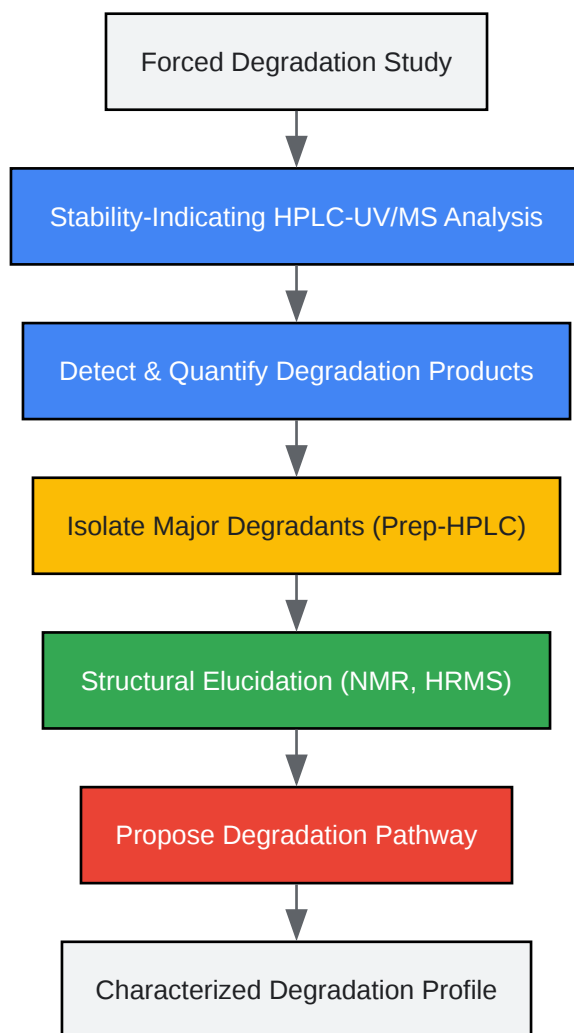 Forced Degradation Study
Stability-Indicating HPLC-UV/MS Analysis
Detect & Quantify Degradation Products
Isolate Major Degradants (Prep-HPLC)
Structural Elucidation (NMR, HRMS)
Propose Degradation Pathway
Characterized Degradation Profile